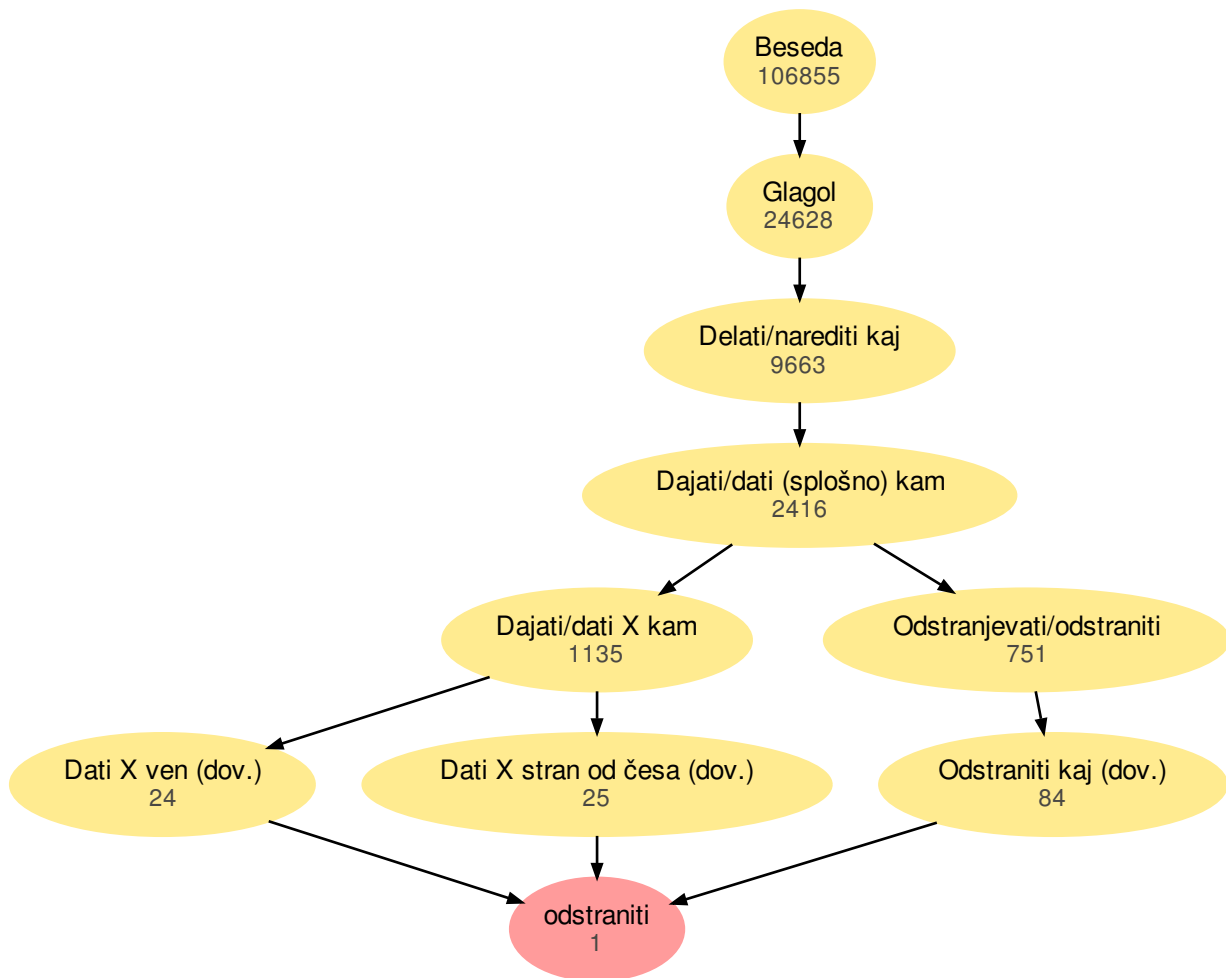 Beseda
106855
Glagol
24628
Delati/narediti kaj
9663
Dajati/dati (splošno) kam
2416
Dajati/dati X kam
1135
Odstranjevati/odstraniti
751
Dati X ven (dov.)
24
Dati X stran od česa (dov.)
25
Odstraniti kaj (dov.)
84
odstraniti
1